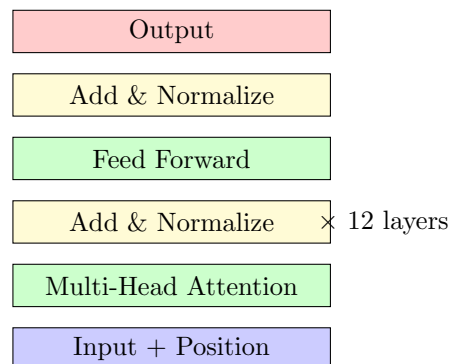 Output
Add & Normalize
Feed Forward
Add & Normalize × 12 layers
Multi-Head Attention
Input + Position